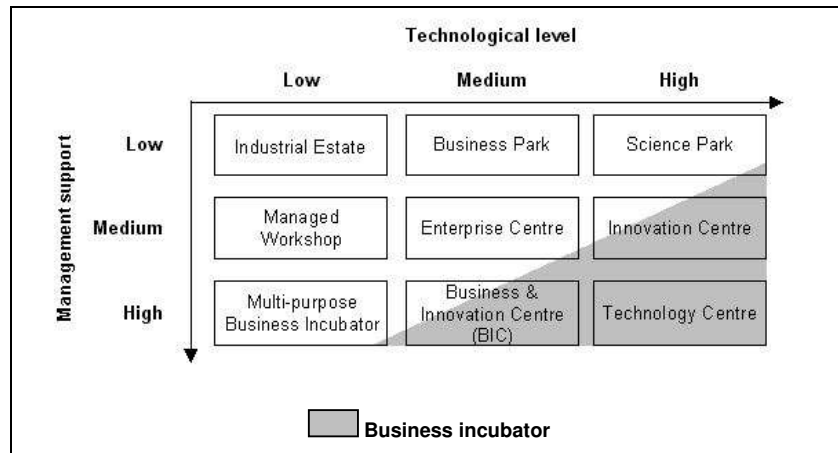 Technological level
Low Medium High
Management support
Low Industrial Estate Business Park Science Park
Medium Managed
Workshop Enterprise Centre Innovation Centre
High Multi-purpose
Business Incubator Business &
Innovation Centre
(BIC) Technology Centre
Business incubator